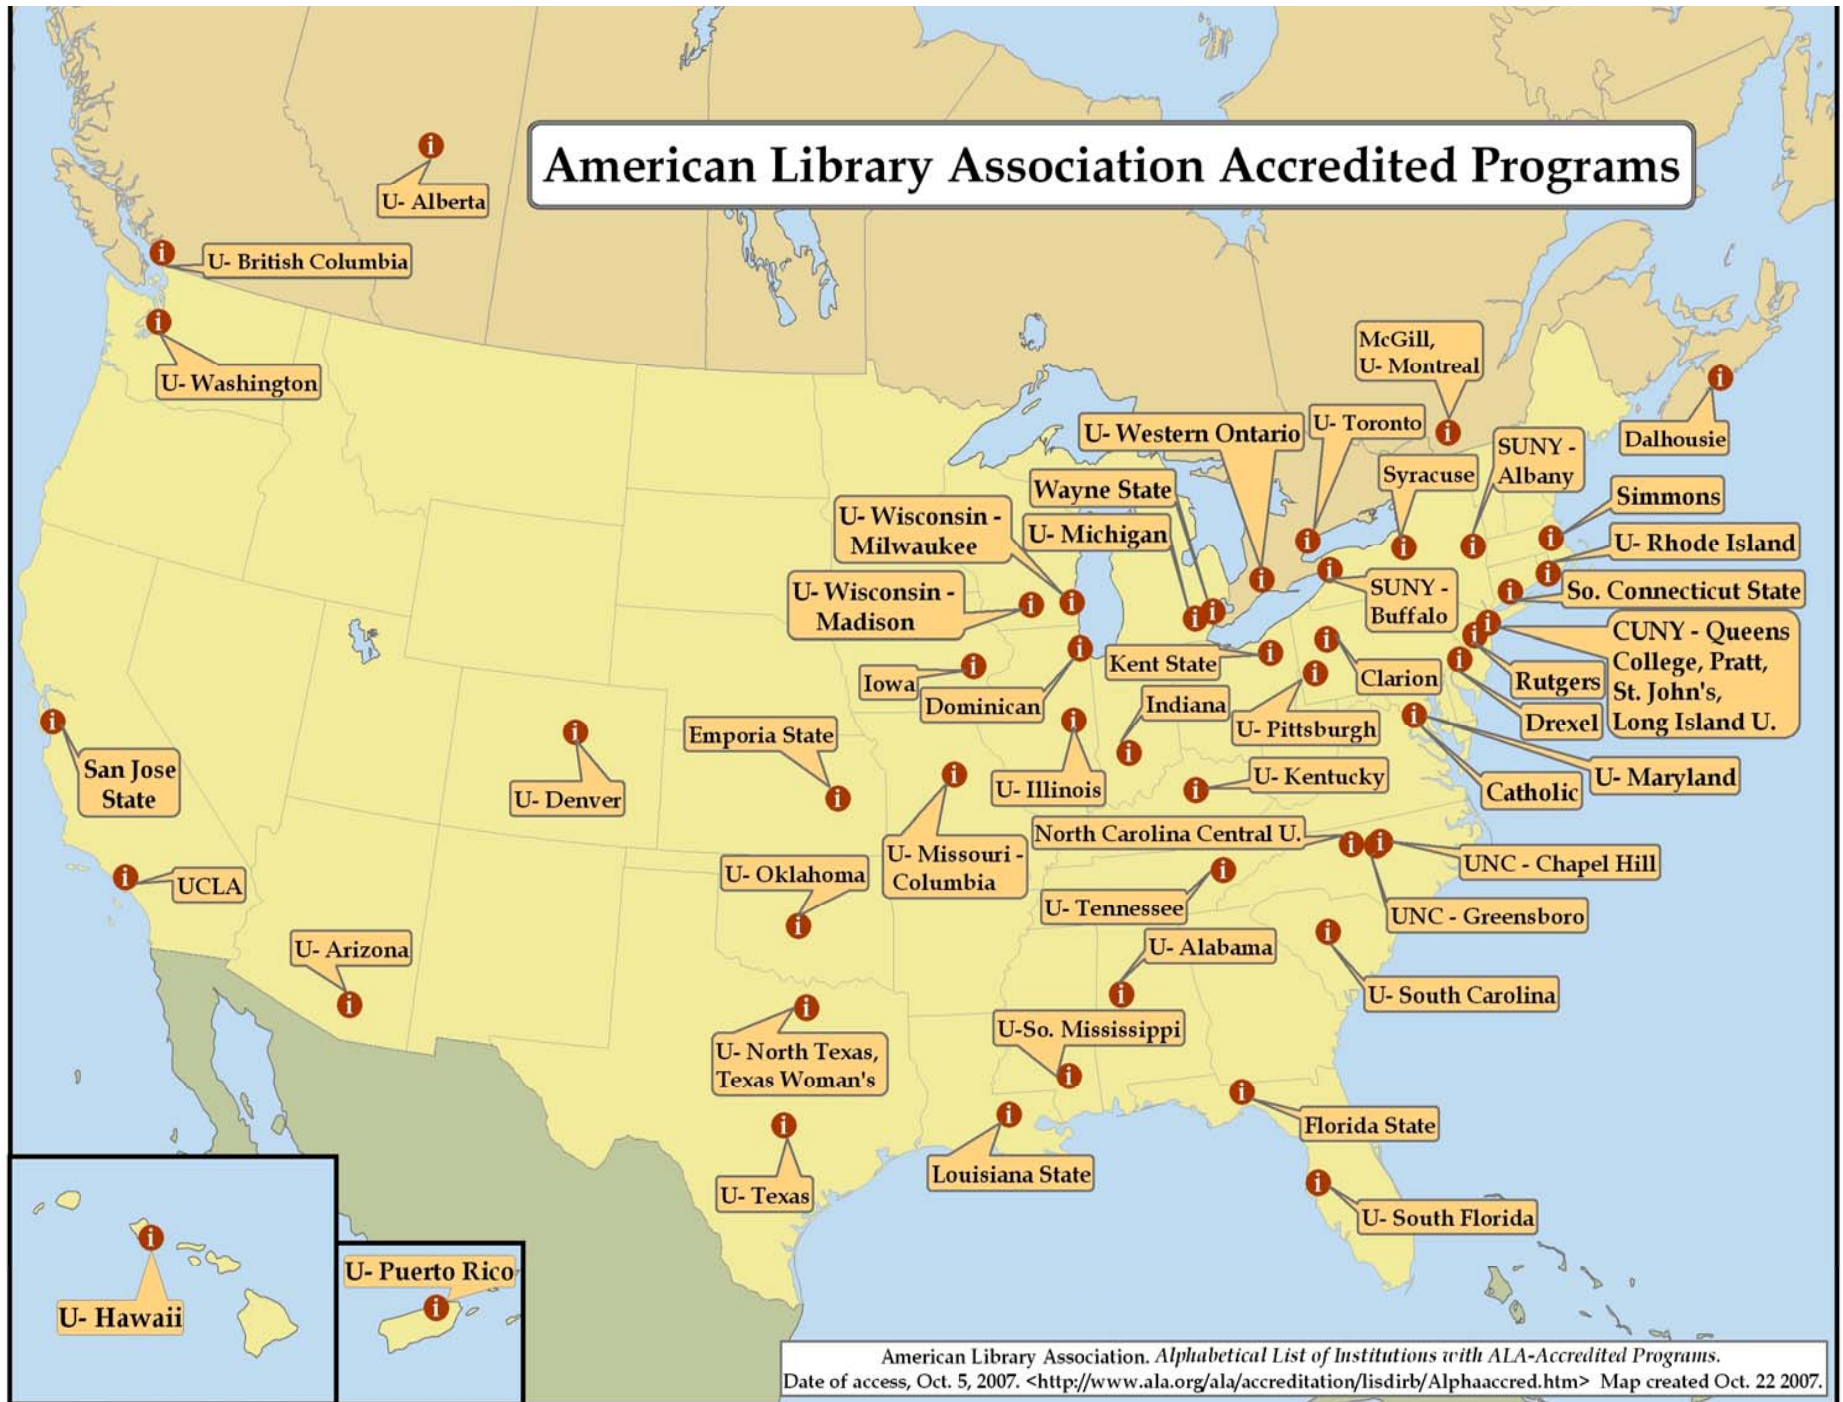 American Library Association Accredited Programs
U- Alberta
U- British Columbia
U- Washington
McGill,
U- Montreal
U- Western Ontario
U- Toronto
Dalhousie
SUNY -
Albany
Syracuse
Wayne State
Simmons
U- Wisconsin -
Milwaukee
U- Michigan
U- Rhode Island
U- Wisconsin -
Madison
SUNY -
Buffalo
So. Connecticut State
CUNY - Queens
College, Pratt,
St. John's,
Long Island U.
Kent State
Iowa
Clarion
Rutgers
Dominican
Indiana
Drexel
Emporia State
U- Pittsburgh
San Jose
State
U- Denver
U- Illinois
U- Kentucky
U- Maryland
Catholic
North Carolina Central U.
U- Missouri -
Columbia
UNC - Chapel Hill
U- Oklahoma
UCLA
U- Tennessee
UNC - Greensboro
U- Arizona
U- Alabama
U- South Carolina
U-So. Mississippi
U- North Texas,
Texas Woman's
Florida State
Louisiana State
U- Texas
U- South Florida
U- Puerto Rico
U- Hawaii
American Library Association. Alphabetical List of Institutions with ALA-Accredited Programs.
Date of access, Oct. 5, 2007. <http://www.ala.org/ala/accreditation/lisdirb/Alphaaccred.htm> Map created Oct. 22 2007.